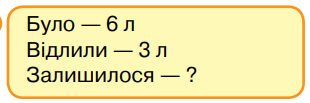 Було — 6 л
Відлили — 3 л
Залишилося — ?